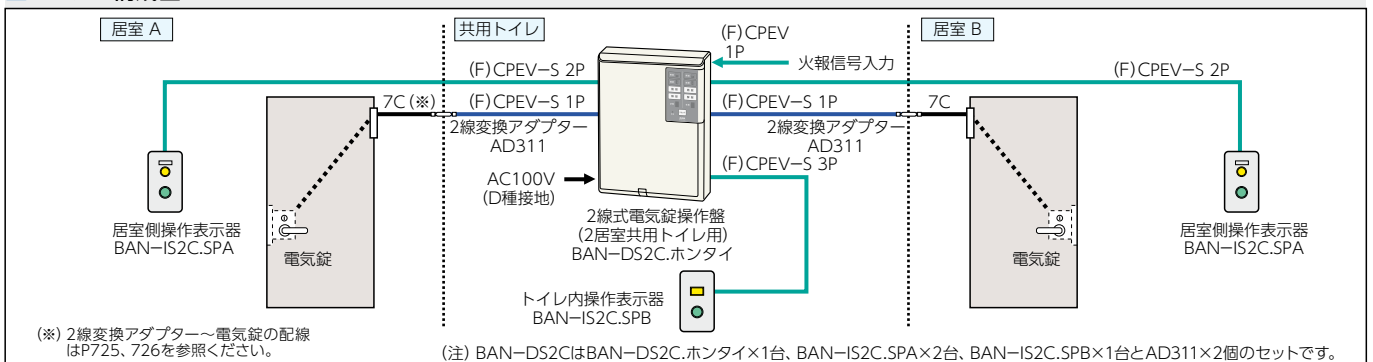 居室 A
共用トイレ
居室 B
(F)CPEV
1P
火報信号入力
(F)CPEV−S 2P
(F)CPEV−S 2P
7C(※)
(F)CPEV−S 1P
(F)CPEV−S 1P
7C
2線変換アダプター
AD311
2線変換アダプター
AD311
(F)CPEV−S 3P
AC100V
(D種接地)
2線式電気錠操作盤
(2居室共用トイレ用)
BAN−DS2C.ホンタイ
居室側操作表示器
BAN−IS2C.SPA
電気錠
電気錠
居室側操作表示器
BAN−IS2C.SPA
トイレ内操作表示器
BAN−IS2C.SPB
(※) 2線変換アダプター〜電気錠の配線
はP725、726を参照ください。
(注) BAN−DS2CはBAN−DS2C.ホンタイ×1台、BAN−IS2C.SPA×2台、BAN−IS2C.SPB×1台とAD311×2個のセットです。